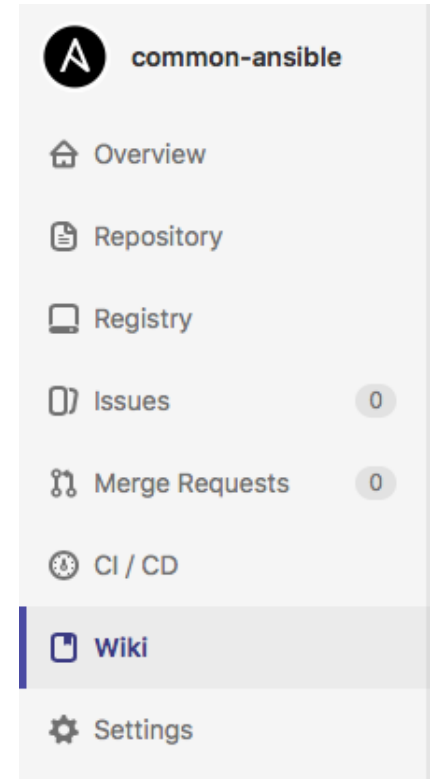 common-ansible
Overview
Repository
Registry
Issues 0
Merge Requests 0
CI / CD
Wiki
Settings